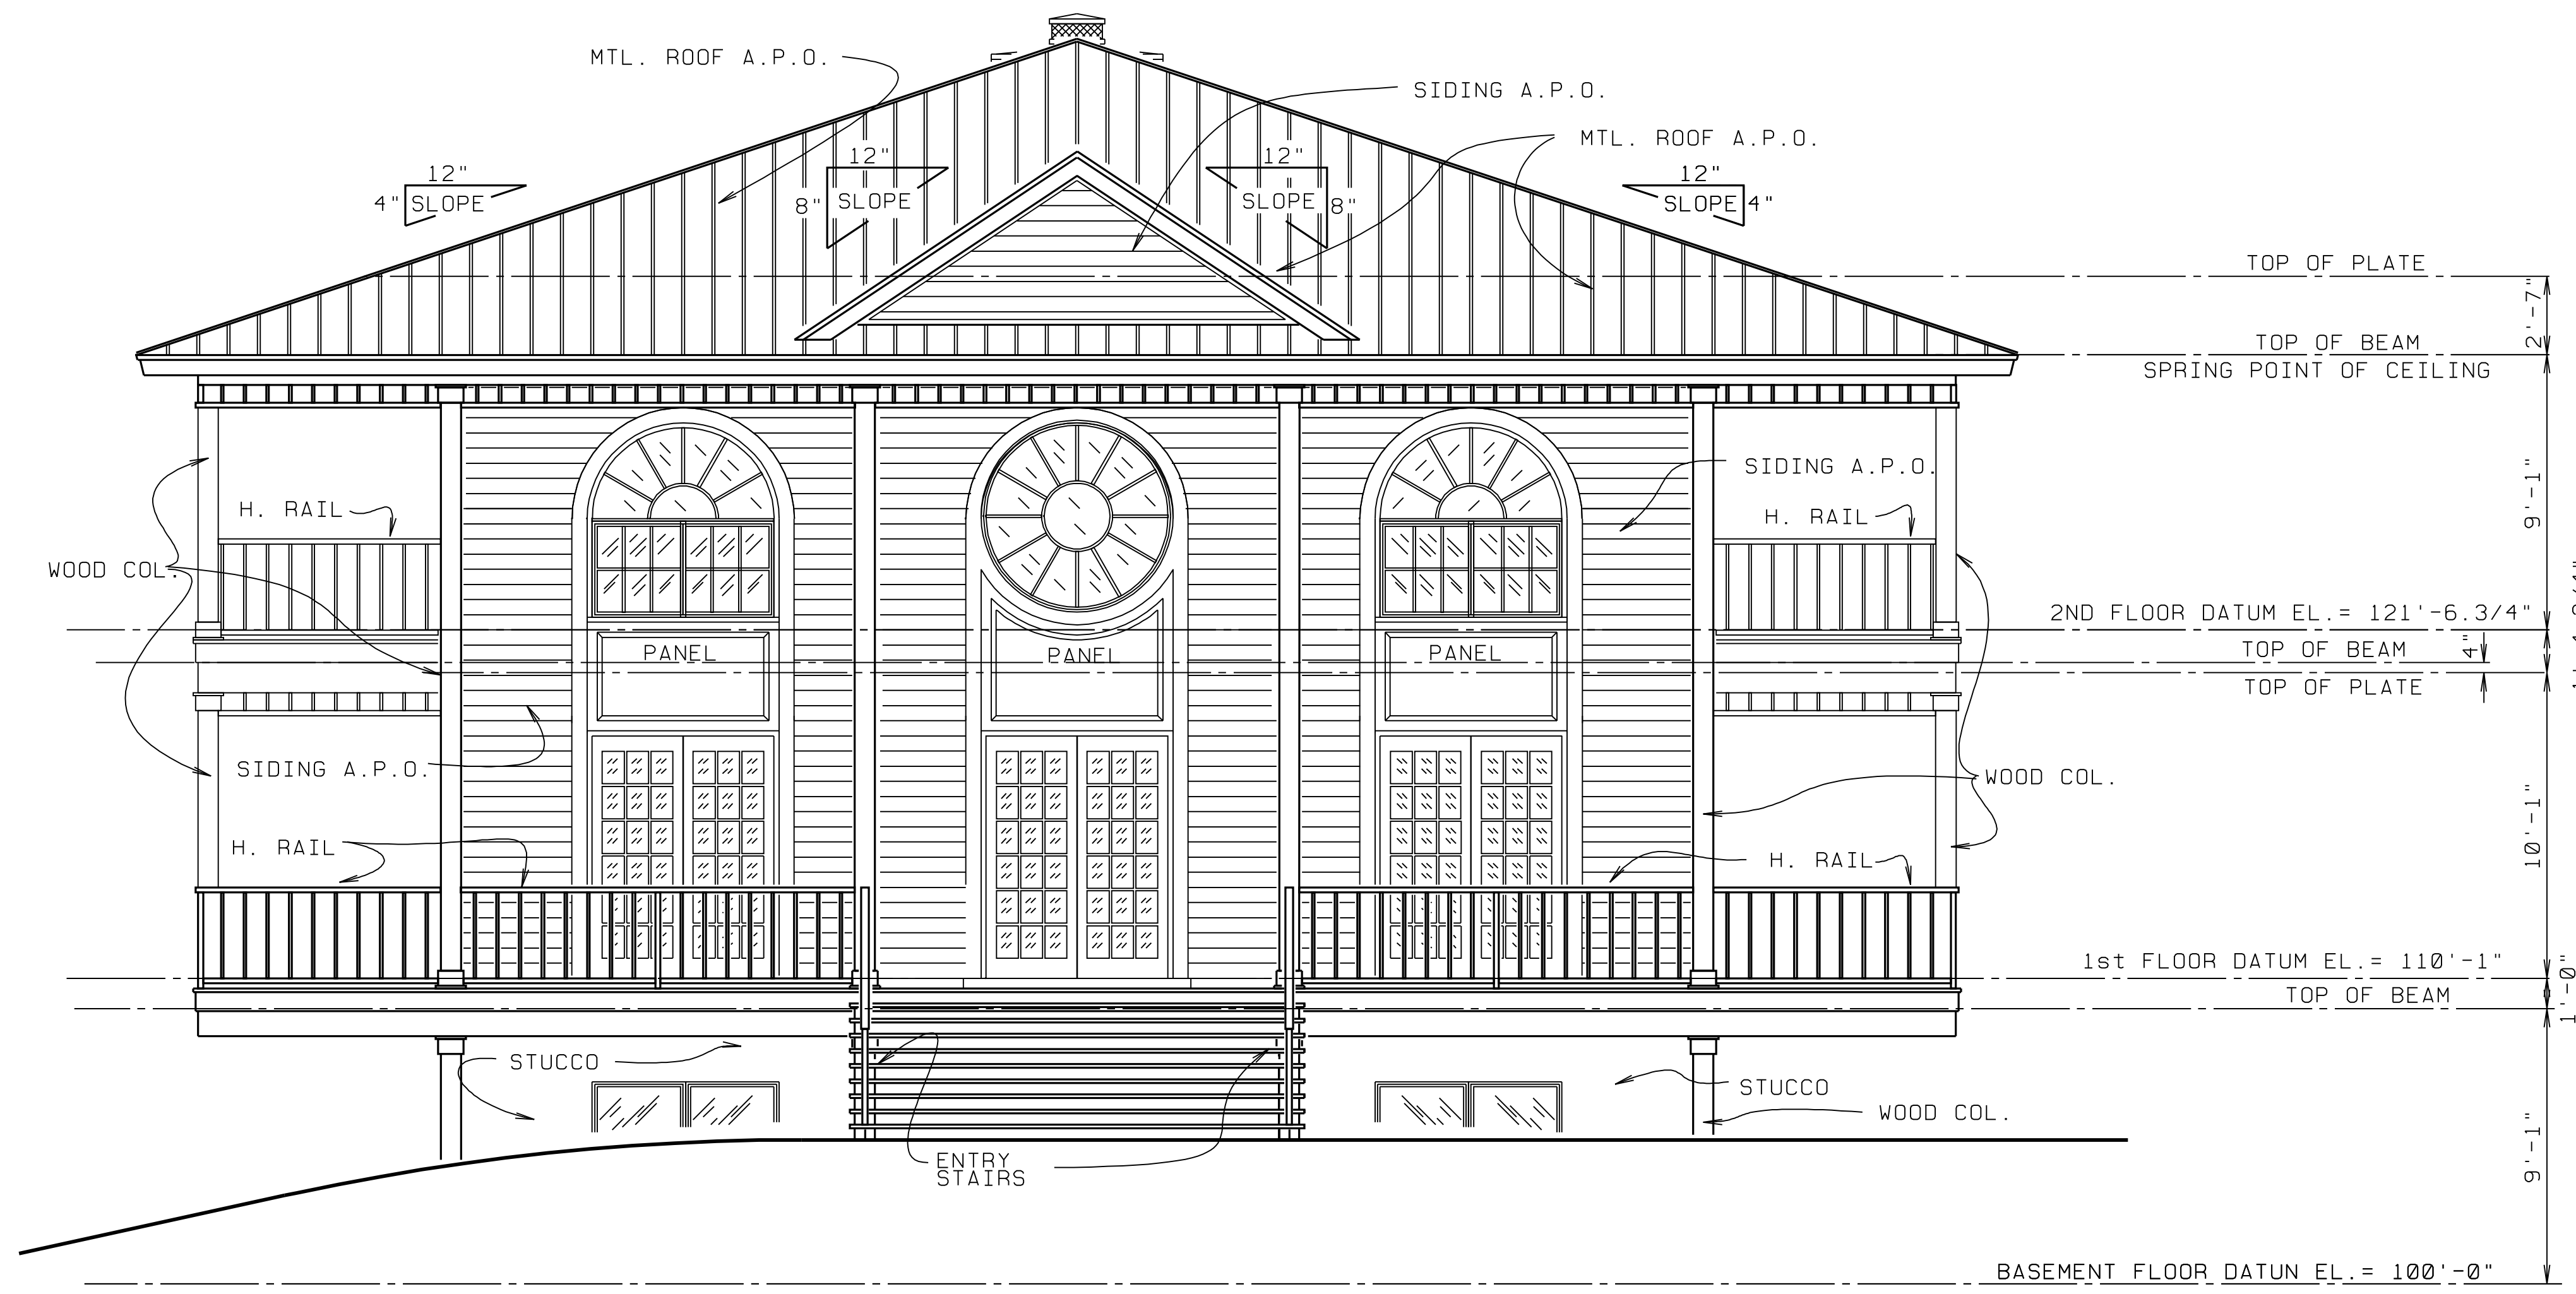 MTL. ROOF A.P.O.
SIDING A.P.O.
MTL. ROOF A.P.O.
12"
4" SLOPE
12"
8" SLOPE
12"
SLOPE 8"
12"
SLOPE 4"
TOP OF PLATE
2'-7"
TOP OF BEAM
SPRING POINT OF CEILING
9'-1"
SIDING A.P.O.
H. RAIL
H. RAIL
WOOD COL.
2ND FLOOR DATUM EL.= 121'-6.3/4"
TOP OF BEAM
4"
TOP OF PLATE
PANEL
PANEL
PANEL
SIDING A.P.O.
WOOD COL.
10'-1"
H. RAIL
H. RAIL
1st FLOOR DATUM EL.= 110'-1"
TOP OF BEAM
1'-0"
STUCCO
STUCCO
WOOD COL.
9'-1"
ENTRY
STAIRS
BASEMENT FLOOR DATUN EL.= 100'-0"